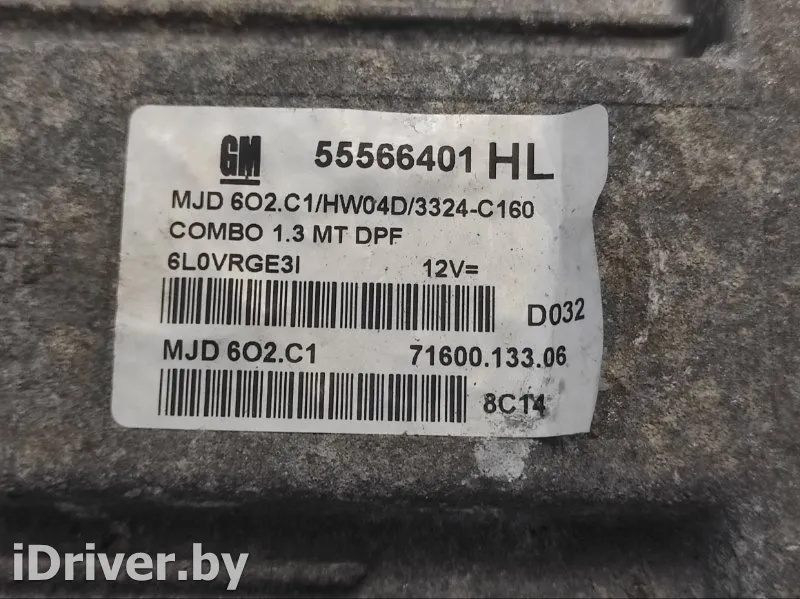 GM 55566401 HL
MJD 6O2.C1/HW04D/3324-C160
COMBO 1.3 MT DPF
6L0VRGE3I 12V=
D032
MJD 6O2.C1 71600.133.06
8C14
iDriver.by